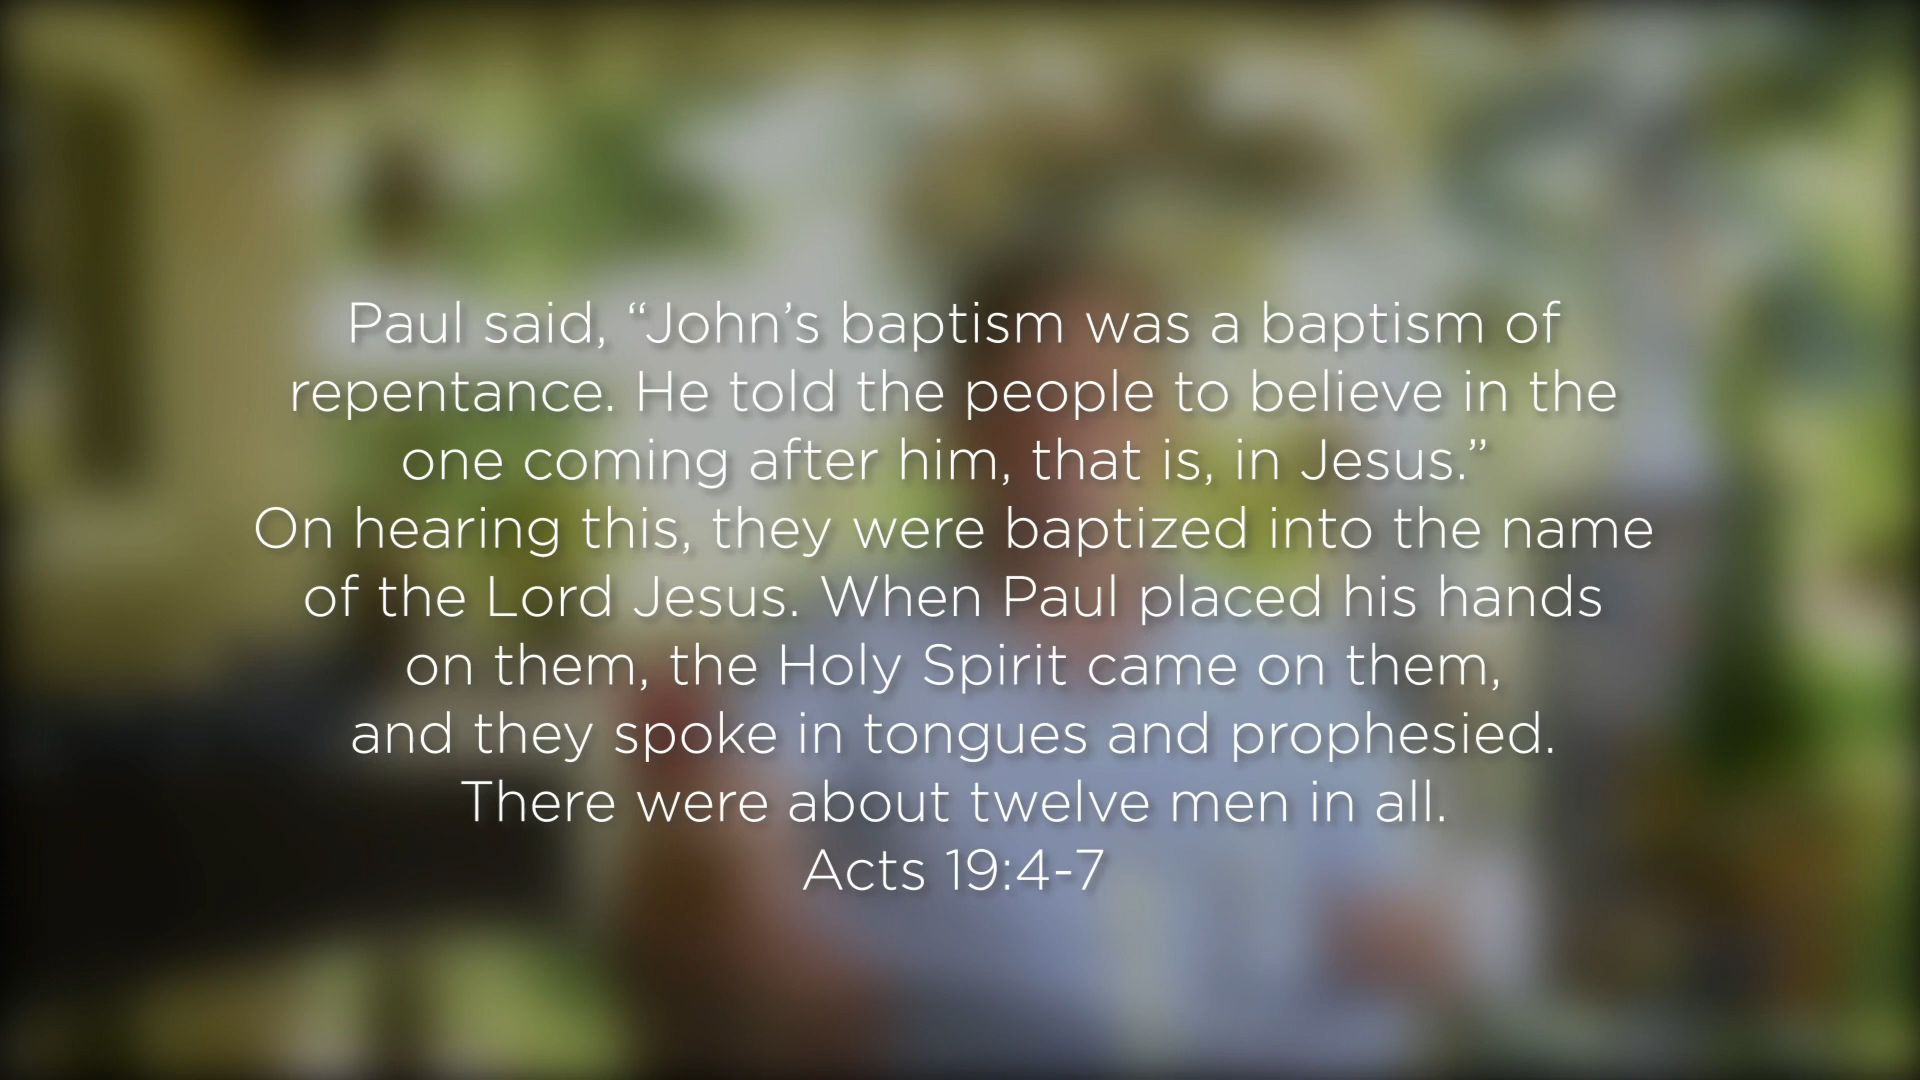 Paul said, “John’s baptism was a baptism of
repentance. He told the people to believe in the
one coming after him, that is, in Jesus.”
On hearing this, they were baptized into the name
of the Lord Jesus. When Paul placed his hands
on them, the Holy Spirit came on them,
and they spoke in tongues and prophesied.
There were about twelve men in all.
Acts 19:4-7